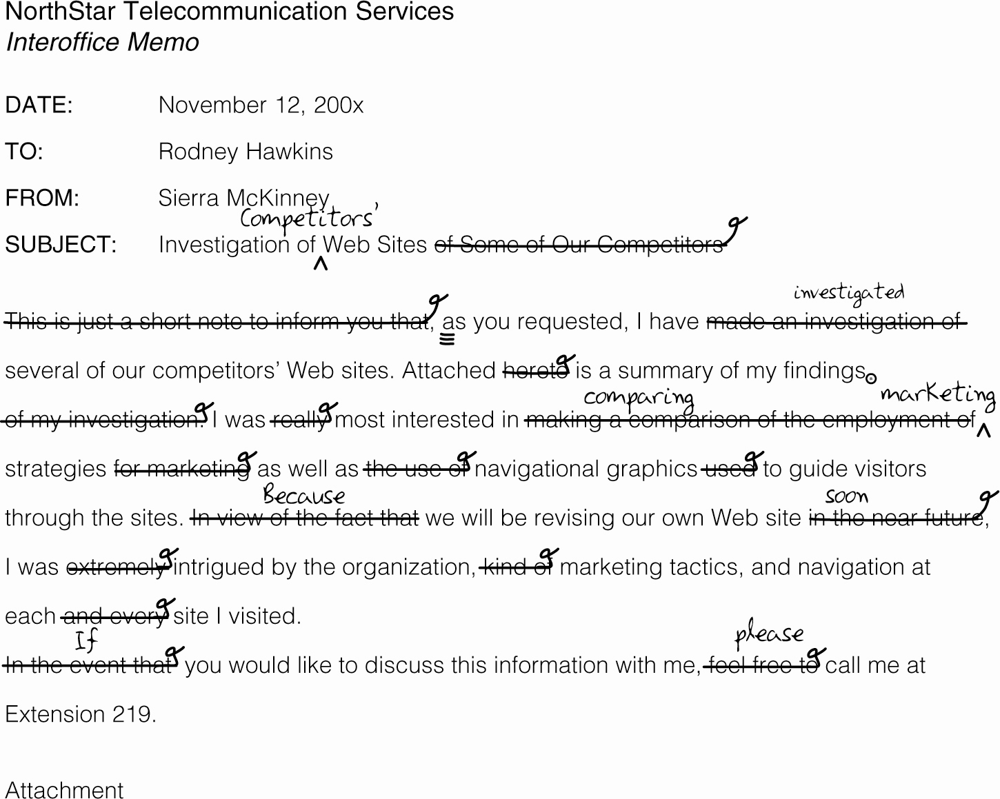 NorthStar Telecommunication Services
Interoffice Memo
DATE: November 12, 200x
TO: Rodney Hawkins
FROM: Sierra McKinney
Competitors'
SUBJECT: Investigation of Web Sites of Some of Our Competitors
investigated
This is just a short note to inform you that, as you requested, I have made an investigation of
several of our competitors’ Web sites. Attached hereto is a summary of my findings.
comparing marketing
of my investigation. I was really most interested in making a comparison of the employment of
strategies for marketing as well as the use of navigational graphics used to guide visitors
Because soon
through the sites. In view of the fact that we will be revising our own Web site in the near future,
I was extremely intrigued by the organization, kind of marketing tactics, and navigation at
each and every site I visited.
If please
In the event that you would like to discuss this information with me, feel free to call me at
Extension 219.
Attachment